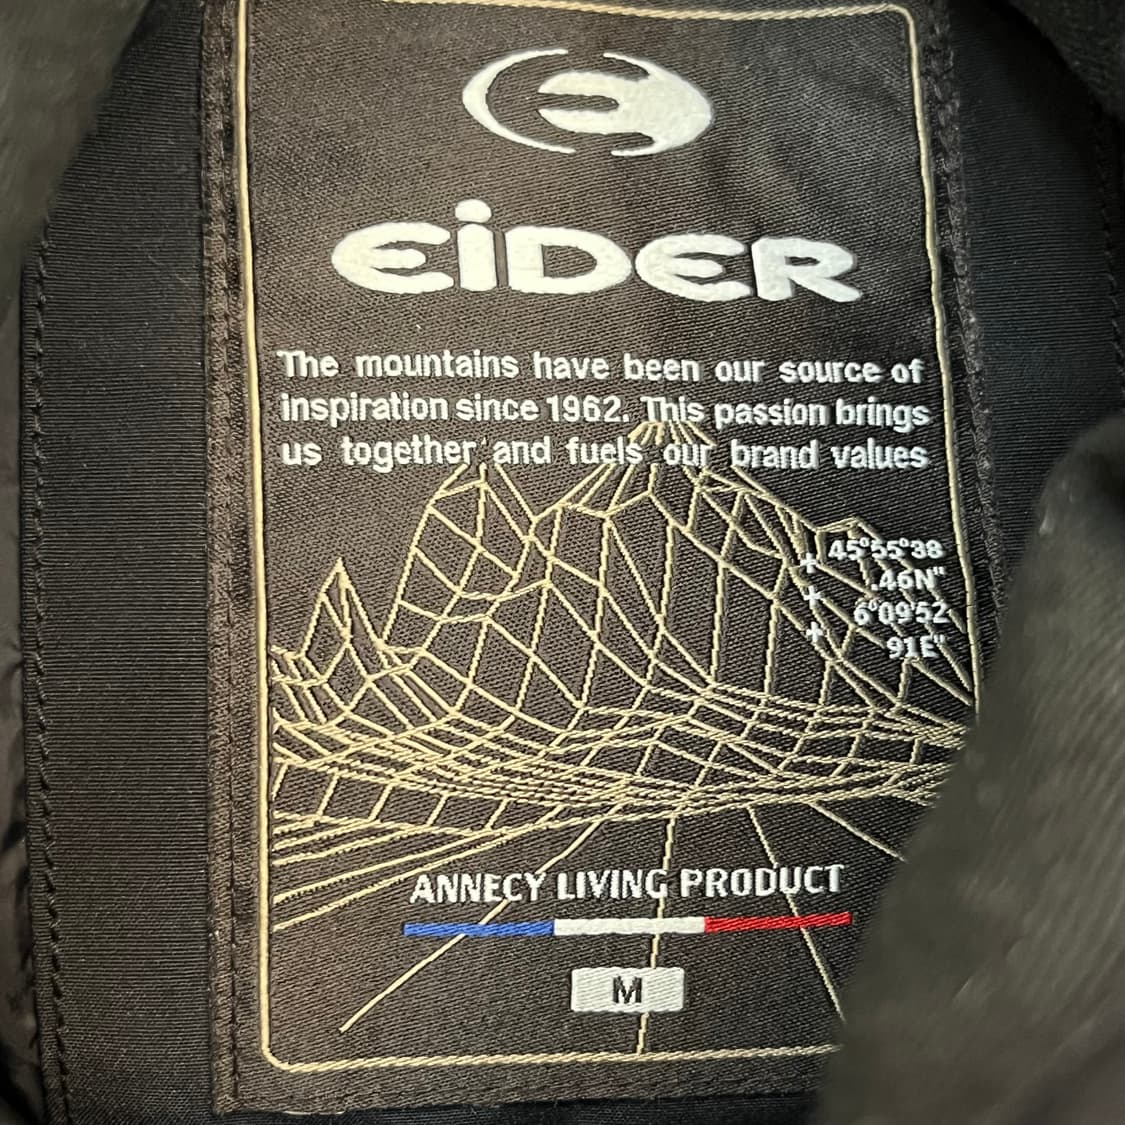 EiDER
The mountains have been our source of
inspiration since 1962. This passion brings
us together and fuels our brand values
45°55°38
.46N"
6°09'52
91E"
ANNECY LIVING PRODUCT
M